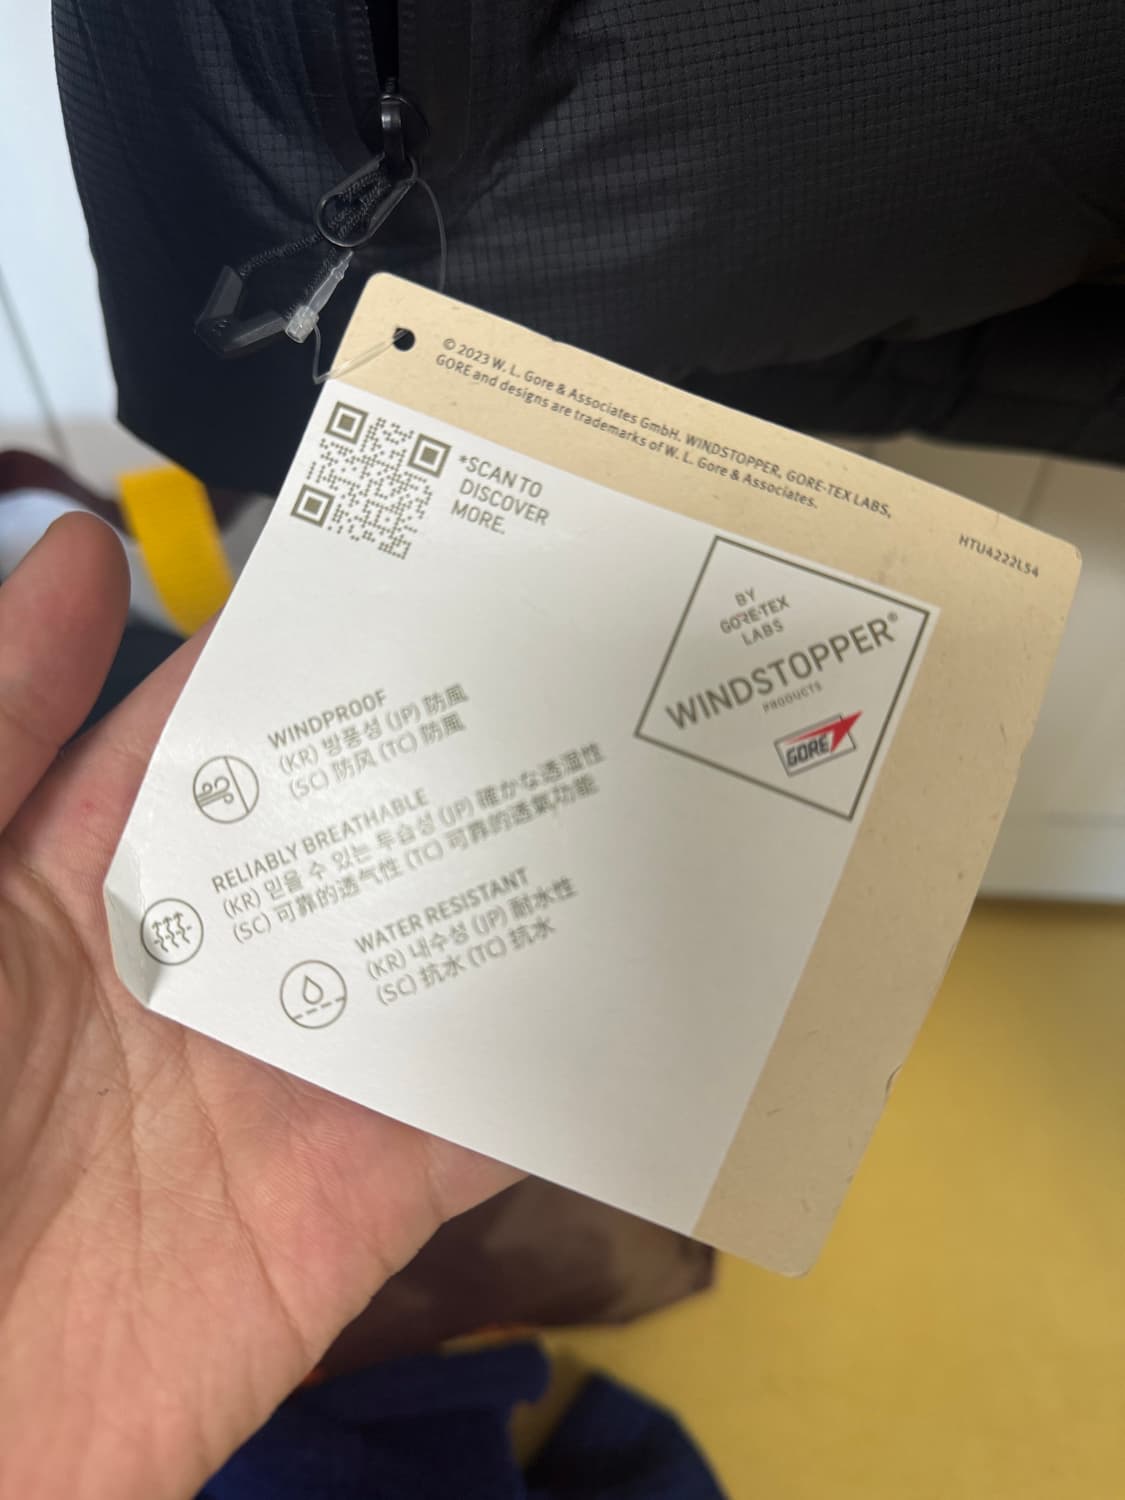 © 2023 W. L. Gore & Associates GmbH. WINDSTOPPER, GORE-TEX LABS,
GORE and designs are trademarks of W. L. Gore & Associates.
HTU4222LS4
*SCAN TO
DISCOVER
MORE.
BY
GORE-TEX
LABS
WINDSTOPPER®
PRODUCTS
GORE
WINDPROOF
(KR) 방풍성 (JP) 防風
(SC) 防风 (TC) 防風
RELIABLY BREATHABLE
(KR) 믿을 수 있는 투습성 (JP) 確かな透湿性
(SC) 可靠的透气性 (TC) 可靠的透氣功能
WATER RESISTANT
(KR) 내수성 (JP) 耐水性
(SC) 抗水 (TC) 抗水